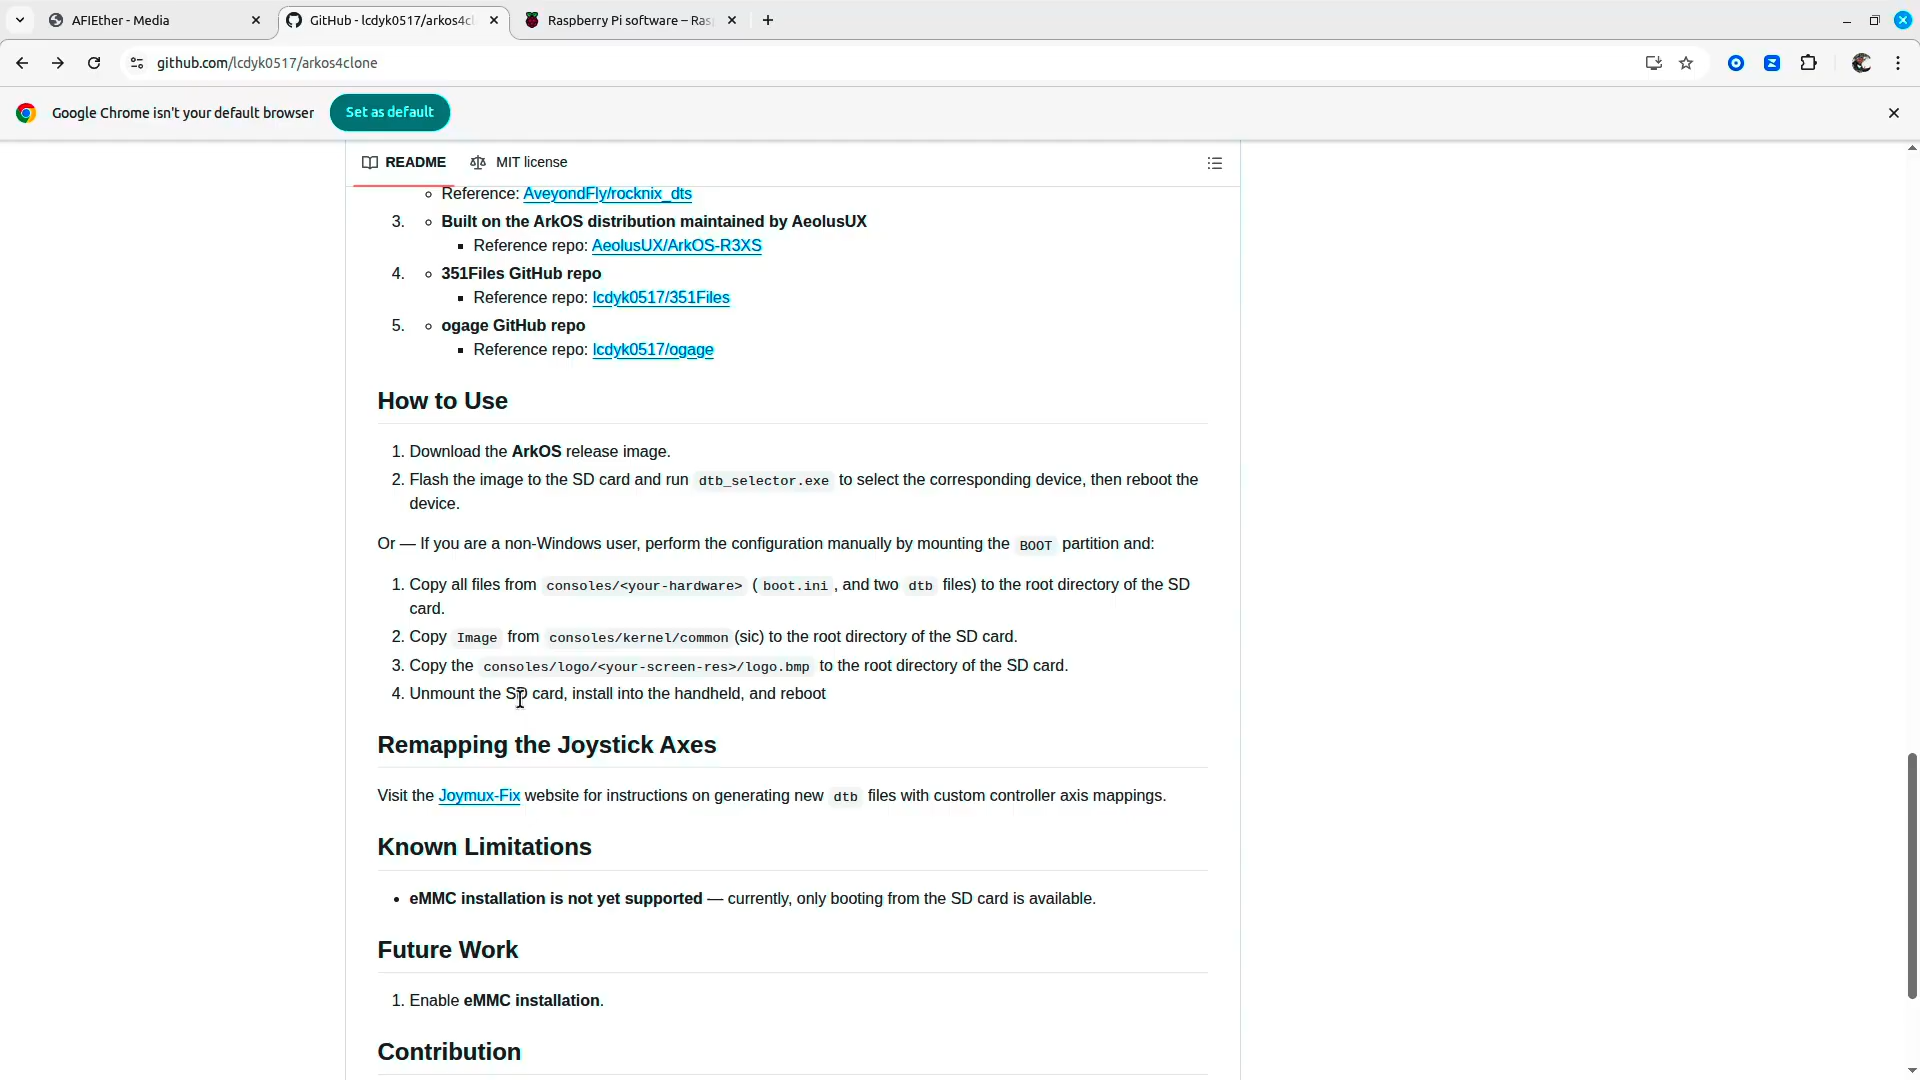 AFIEther - Media
GitHub - lcdyk0517/arkos4cl
Raspberry Pi software – Ras
github.com/lcdyk0517/arkos4clone
Google Chrome isn't your default browser
Set as default
README
MIT license
Reference: AveyondFly/rocknix_dts
3. Built on the ArkOS distribution maintained by AeolusUX
Reference repo: AeolusUX/ArkOS-R3XS
4. 351Files GitHub repo
Reference repo: lcdyk0517/351Files
5. ogage GitHub repo
Reference repo: lcdyk0517/ogage
How to Use
1. Download the ArkOS release image.
2. Flash the image to the SD card and run dtb_selector.exe to select the corresponding device, then reboot the
device.
Or — If you are a non-Windows user, perform the configuration manually by mounting the BOOT partition and:
1. Copy all files from consoles/<your-hardware> ( boot.ini , and two dtb files) to the root directory of the SD
card.
2. Copy Image from consoles/kernel/common (sic) to the root directory of the SD card.
3. Copy the consoles/logo/<your-screen-res>/logo.bmp to the root directory of the SD card.
4. Unmount the SD card, install into the handheld, and reboot
Remapping the Joystick Axes
Visit the Joymux-Fix website for instructions on generating new dtb files with custom controller axis mappings.
Known Limitations
• eMMC installation is not yet supported — currently, only booting from the SD card is available.
Future Work
1. Enable eMMC installation.
Contribution